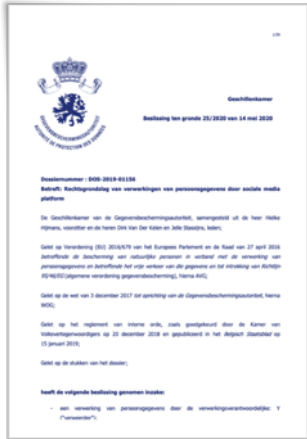 1/30
GEGEVENSBESCHERMINGSAUTORITEIT
AUTORITÉ DE PROTECTION DES DONNÉES
Geschillenkamer
Beslissing ten gronde 25/2020 van 14 mei 2020
Dossiernummer : DOS-2019-01156
Betreft: Rechtsgrondslag van verwerkingen van persoonsgegevens door sociale media
platform
De Geschillenkamer van de Gegevensbeschermingsautoriteit, samengesteld uit de heer Hielke
Hijmans, voorzitter en de heren Dirk Van Der Kelen en Jelle Stassijns, leden;
Gelet op Verordening (EU) 2016/679 van het Europees Parlement en de Raad van 27 april 2016
betreffende de bescherming van natuurlijke personen in verband met de verwerking van
persoonsgegevens en betreffende het vrije verkeer van die gegevens en tot intrekking van Richtlijn
95/46/EG (algemene verordening gegevensbescherming), hierna AVG;
Gelet op de wet van 3 december 2017 tot oprichting van de Gegevensbeschermingsautoriteit, hierna
WOG;
Gelet op het reglement van interne orde, zoals goedgekeurd door de Kamer van
Volksvertegenwoordigers op 20 december 2018 en gepubliceerd in het Belgisch Staatsblad op
15 januari 2019;
Gelet op de stukken van het dossier;
heeft de volgende beslissing genomen inzake:
- een verwerking van persoonsgegevens door de verwerkingsverantwoordelijke: Y
("verweerder");